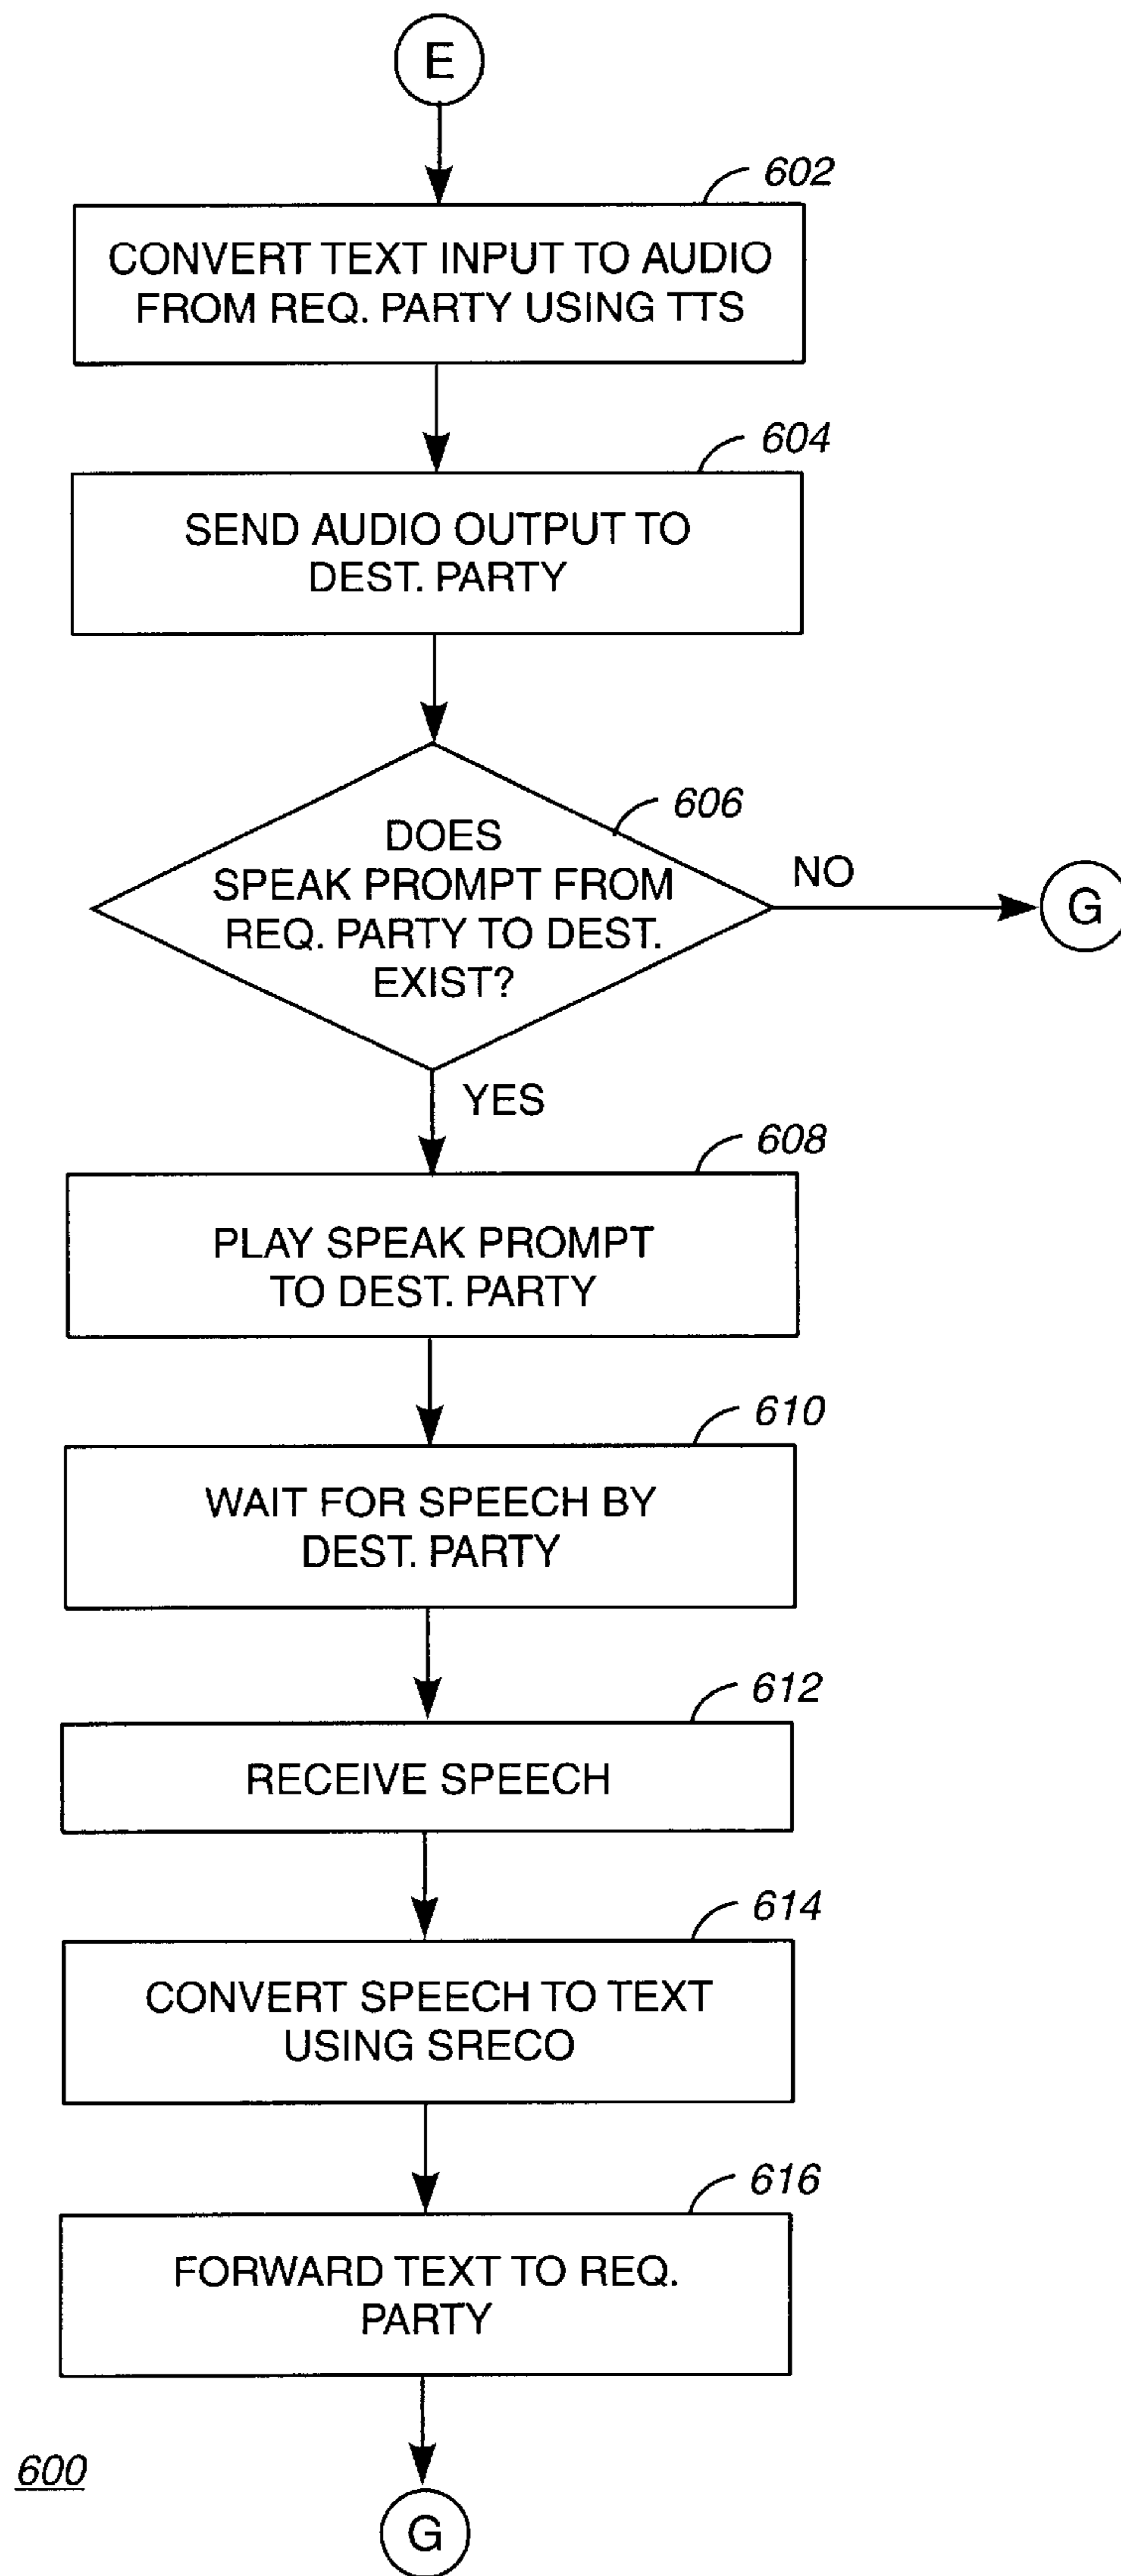 E
602
CONVERT TEXT INPUT TO AUDIO
FROM REQ. PARTY USING TTS
604
SEND AUDIO OUTPUT TO
DEST. PARTY
606
DOES
SPEAK PROMPT FROM
REQ. PARTY TO DEST.
EXIST?
NO
G
YES
608
PLAY SPEAK PROMPT
TO DEST. PARTY
610
WAIT FOR SPEECH BY
DEST. PARTY
612
RECEIVE SPEECH
614
CONVERT SPEECH TO TEXT
USING SRECO
616
FORWARD TEXT TO REQ.
PARTY
600
G